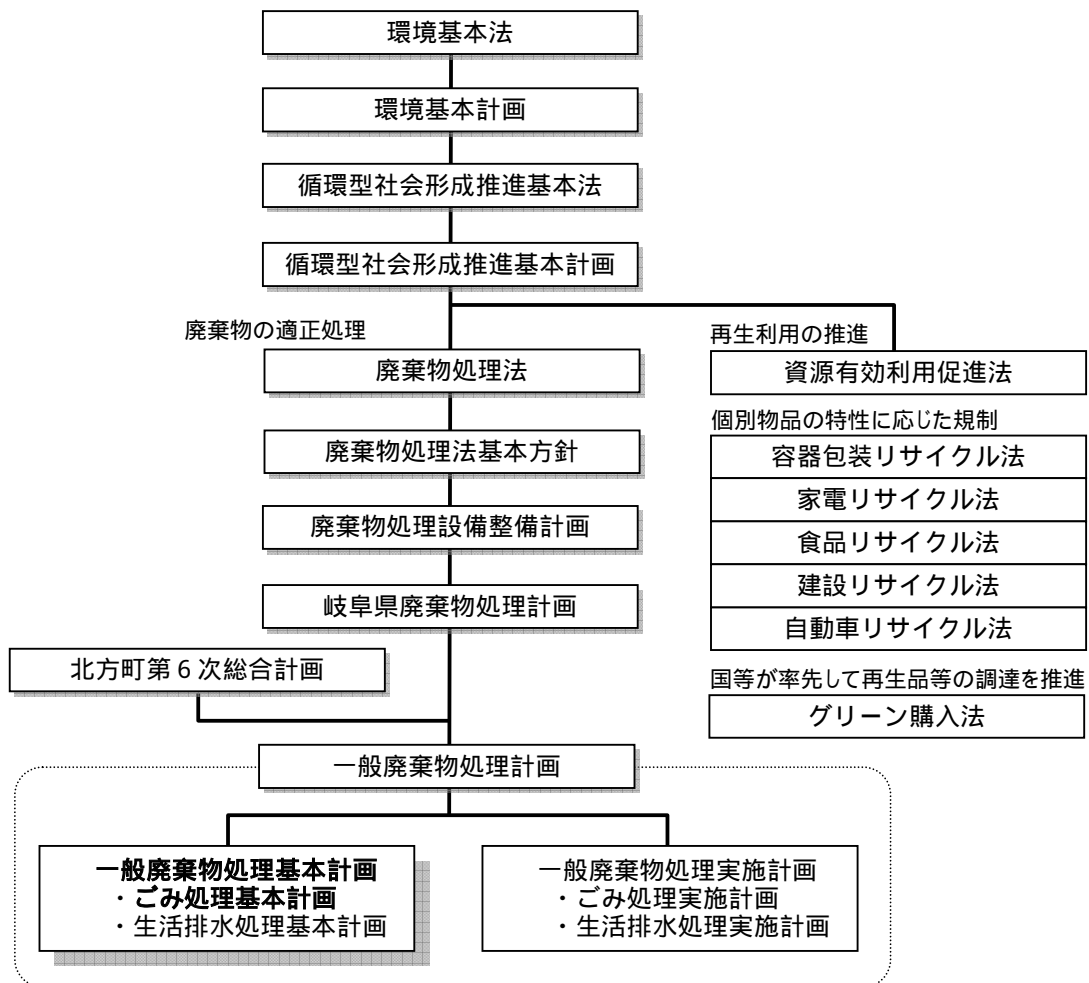 環境基本法
環境基本計画
循環型社会形成推進基本法
循環型社会形成推進基本計画
廃棄物の適正処理
廃棄物処理法
廃棄物処理法基本方針
廃棄物処理設備整備計画
岐阜県廃棄物処理計画
北方町第6次総合計画
再生利用の推進
資源有効利用促進法
個別物品の特性に応じた規制
容器包装リサイクル法
家電リサイクル法
食品リサイクル法
建設リサイクル法
自動車リサイクル法
国等が率先して再生品等の調達を推進
グリーン購入法
一般廃棄物処理計画
一般廃棄物処理基本計画
・ごみ処理基本計画
・生活排水処理基本計画
一般廃棄物処理実施計画
・ごみ処理実施計画
・生活排水処理実施計画